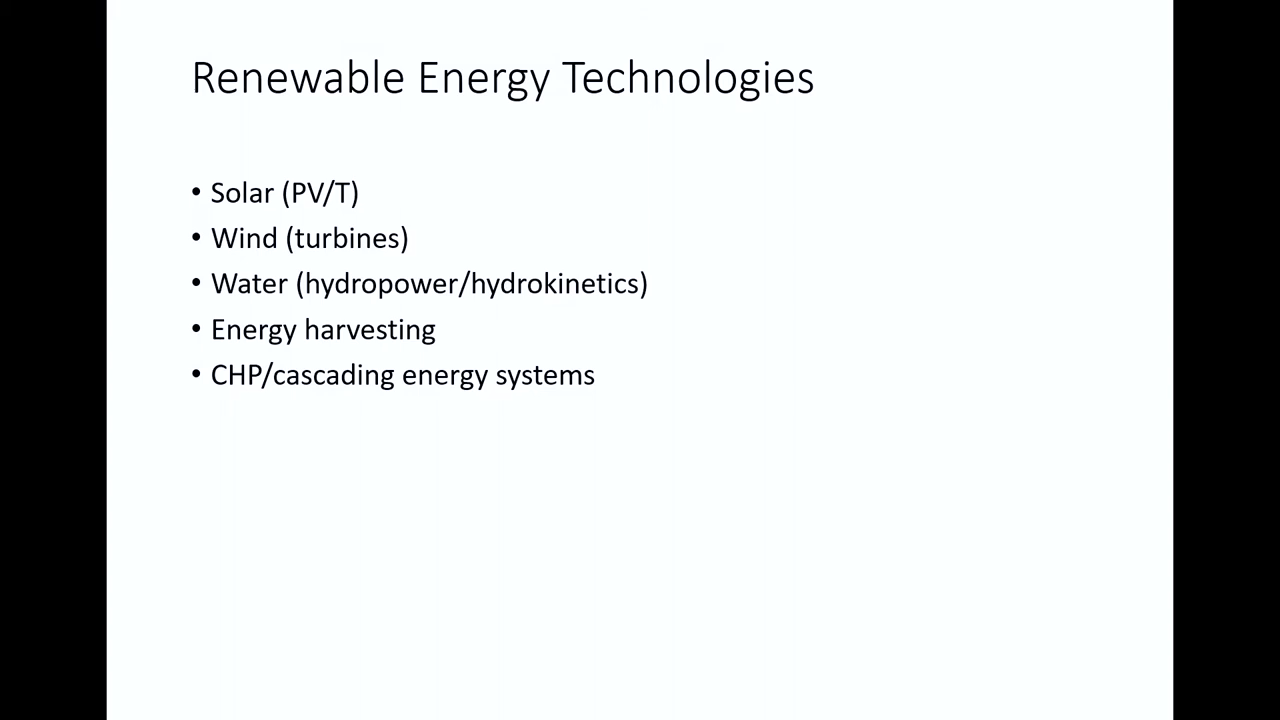 Renewable Energy Technologies
• Solar (PV/T)
• Wind (turbines)
• Water (hydropower/hydrokinetics)
• Energy harvesting
• CHP/cascading energy systems